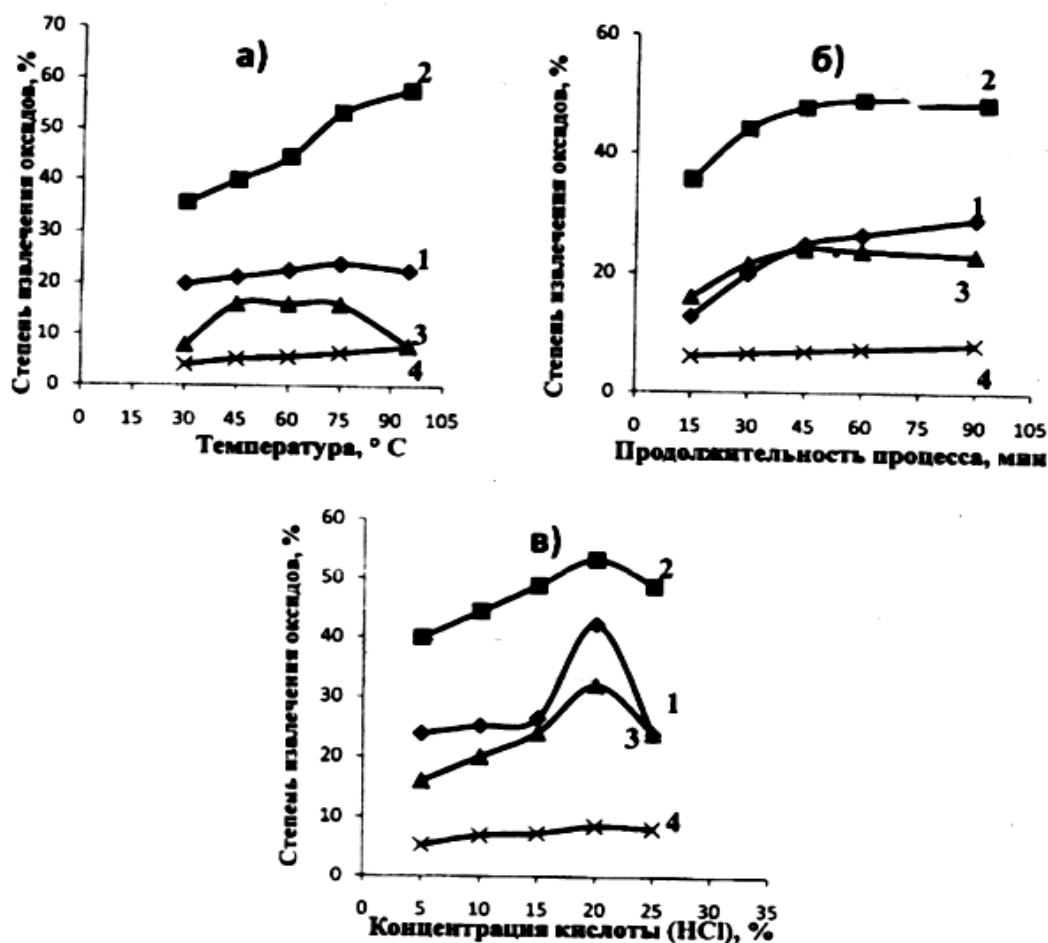 Степень извлечения оксидов, %
70
60
50
40
30
20
10
0
а)
2
1
3
4
0 15 30 45 60 75 90 105
Температура, ° С
Степень извлечения оксидов, %
60
40
20
0
б)
2
1
3
4
0 15 30 45 60 75 90 105
Продолжительность процесса, мин
Степень извлечения оксидов, %
60
50
40
30
20
10
0
в)
2
1
3
4
0 5 10 15 20 25 30 35
Концентрация кислоты (HCl), %